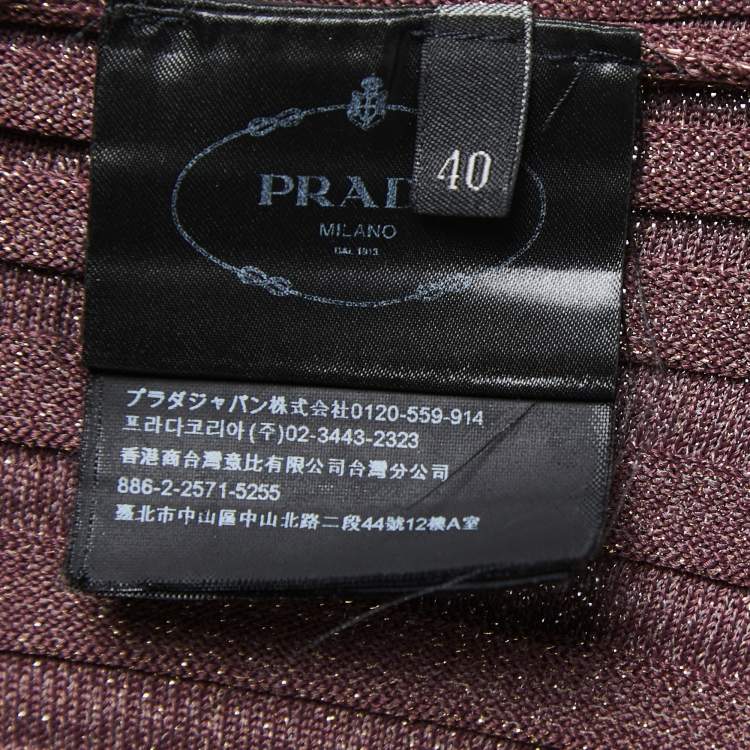 PRAD
40
MILANO
DAL 1913
プラダジャパン株式会社0120-559-914
프라다코리아(주)02-3443-2323
香港商台灣意比有限公司台灣分公司
886-2-2571-5255
臺北市中山區中山北路二段44號12樓A室